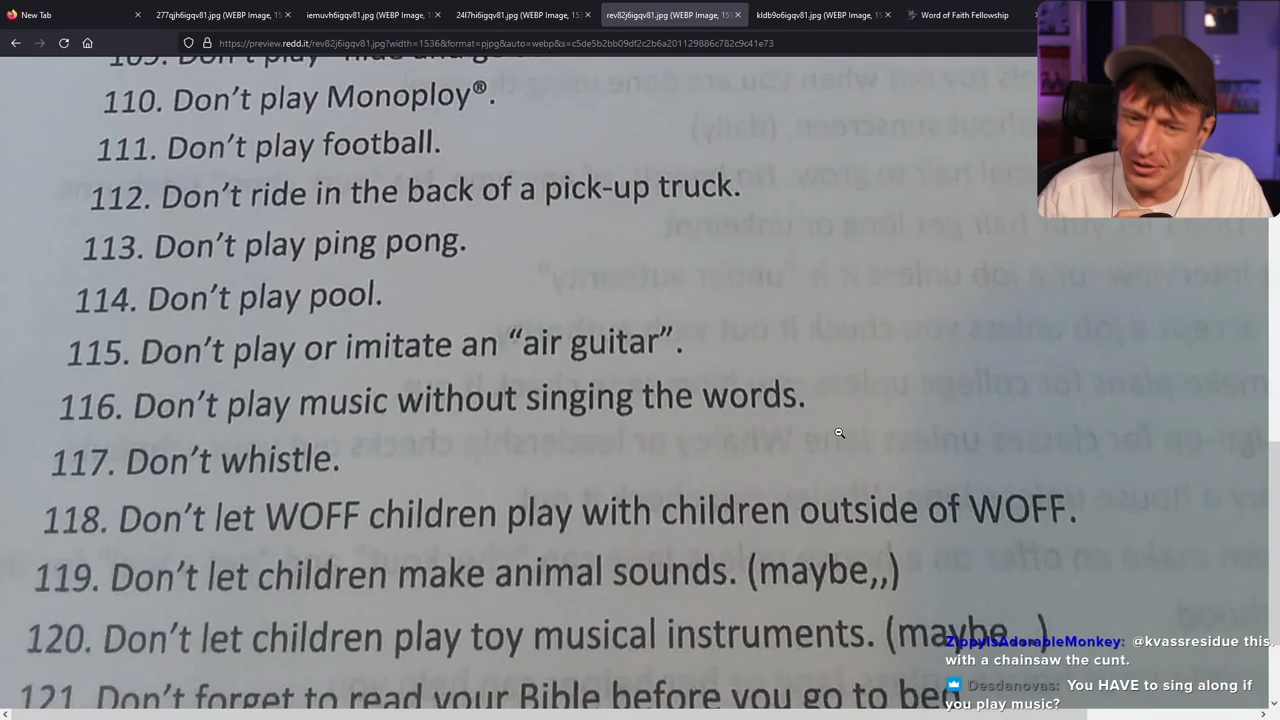 New Tab
277qjh6igqv81.jpg (WEBP Image, 15
iemuvh6igqv81.jpg (WEBP Image, 15
24l7hi6igqv81.jpg (WEBP Image, 153
rev82j6igqv81.jpg (WEBP Image, 15
kldb9o6igqv81.jpg (WEBP Image, 15
Word of Faith Fellowship
https://preview.redd.it/rev82j6igqv81.jpg?width=1536&format=pjpg&auto=webp&s=c5de5b2bb09df2c2b6a201129886c782c9c41e73
109. Don't play
110. Don't play Monoploy®.
111. Don't play football.
112. Don't ride in the back of a pick-up truck.
113. Don't play ping pong.
114. Don't play pool.
115. Don't play or imitate an “air guitar”.
116. Don't play music without singing the words.
117. Don't whistle.
118. Don't let WOFF children play with children outside of WOFF.
119. Don't let children make animal sounds. (maybe,,)
120. Don't let children play toy musical instruments. (maybe
121. Don't forget to read your Bible before you go to bed
ZippyIsAdorableMonkey: @kvassresidue this,
with a chainsaw the cunt.
Desdanovas: You HAVE to sing along if
you play music?